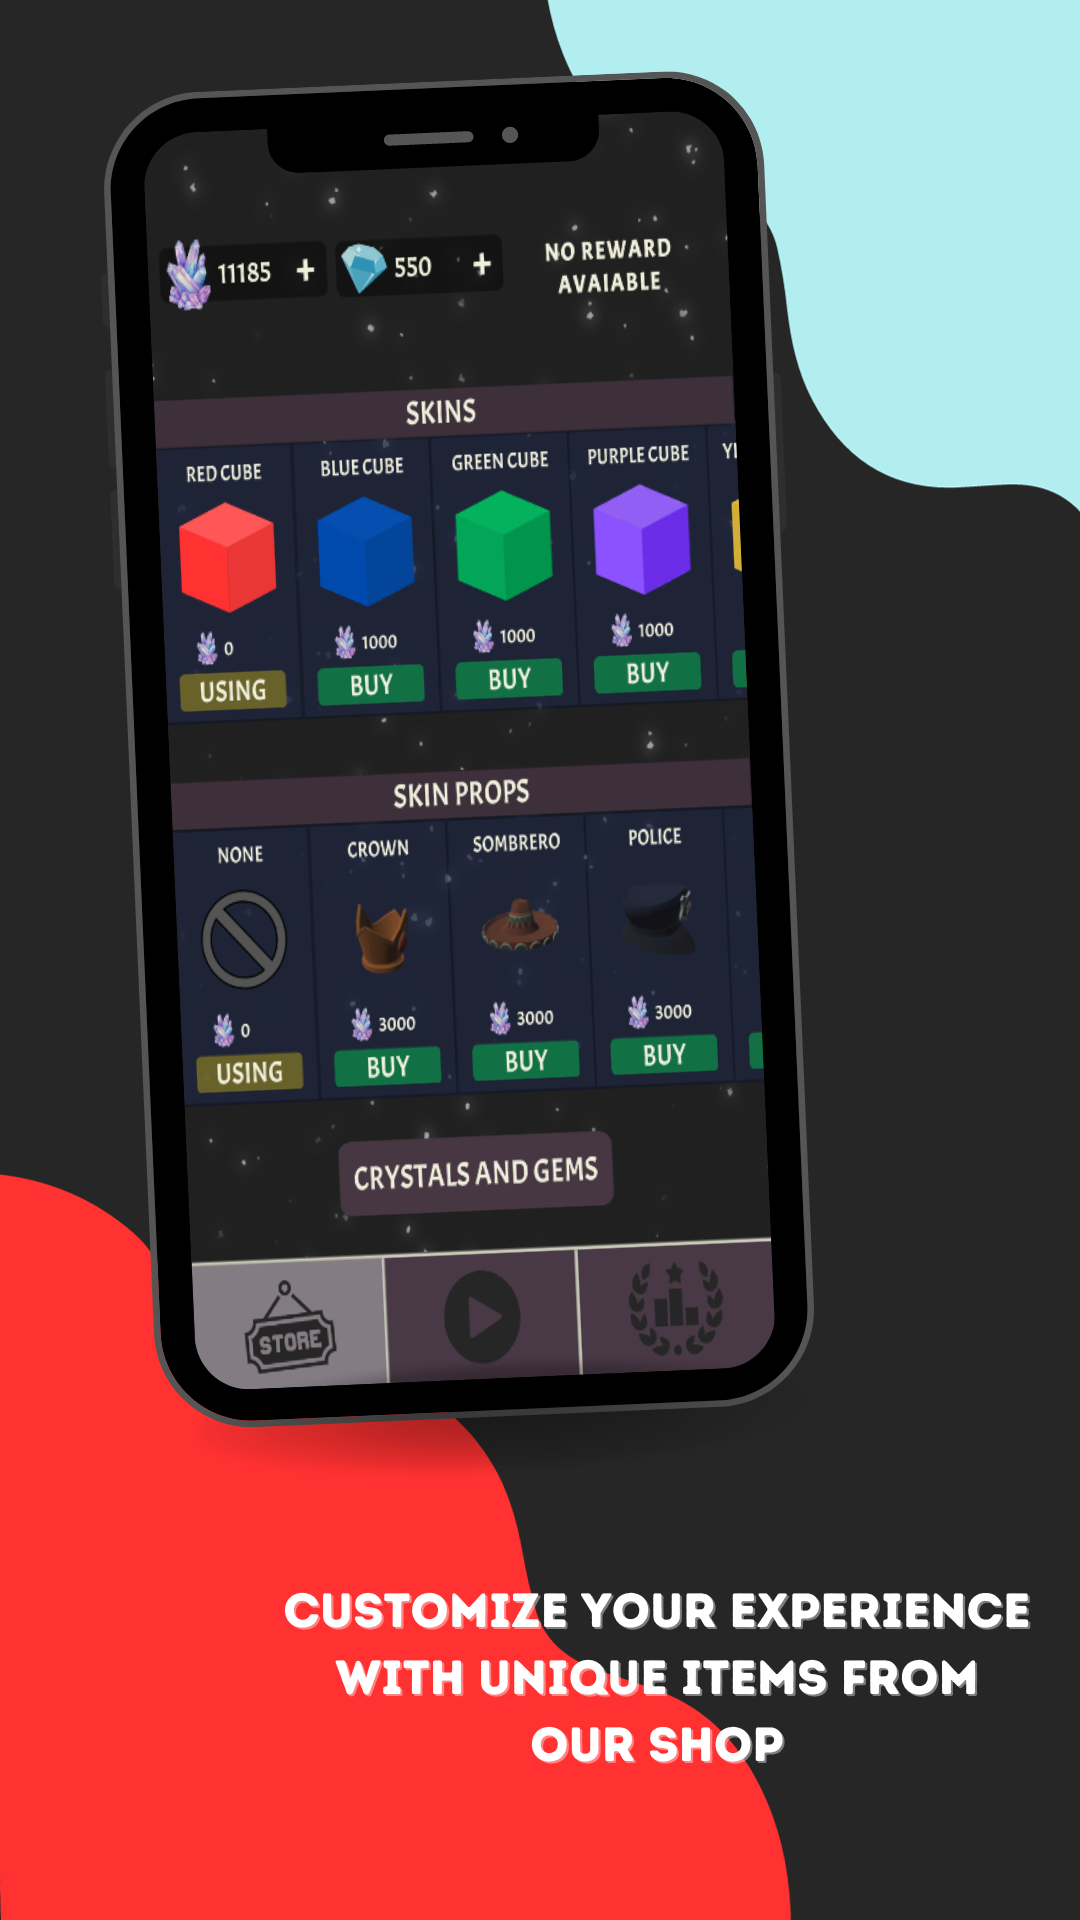 11185 + 550 + NO REWARD
AVAIABLE
SKINS
RED CUBE BLUE CUBE GREEN CUBE PURPLE CUBE
0 1000 1000 1000
USING BUY BUY BUY
SKIN PROPS
NONE CROWN SOMBRERO POLICE
0 3000 3000 3000
USING BUY BUY BUY
CRYSTALS AND GEMS
STORE
CUSTOMIZE YOUR EXPERIENCE
WITH UNIQUE ITEMS FROM
OUR SHOP